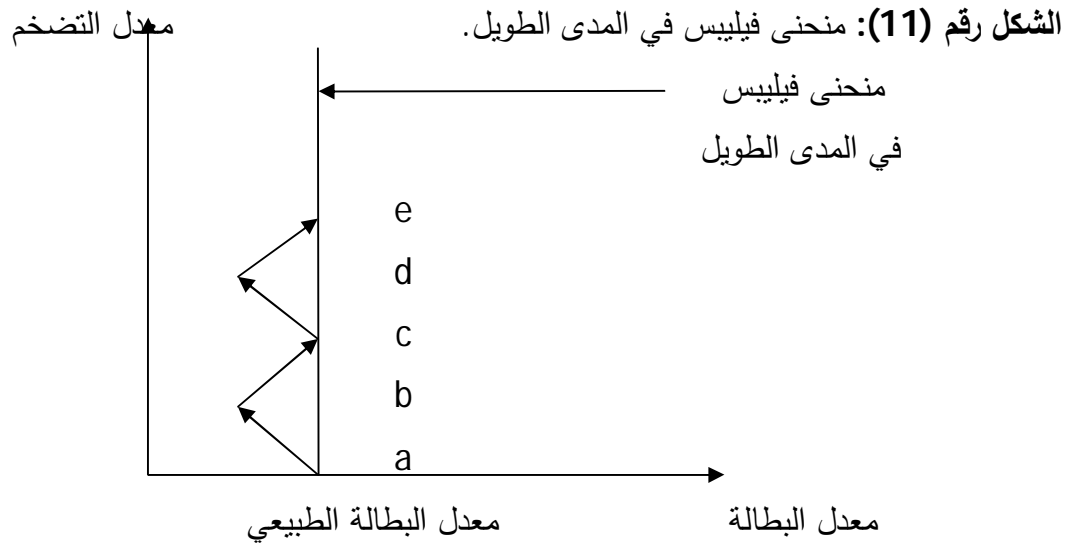 الشكل رقم (11): منحنى فيليبس في المدى الطويل.
معدل التضخم
منحنى فيليبس
في المدى الطويل
e
d
c
b
a
معدل البطالة
معدل البطالة الطبيعي